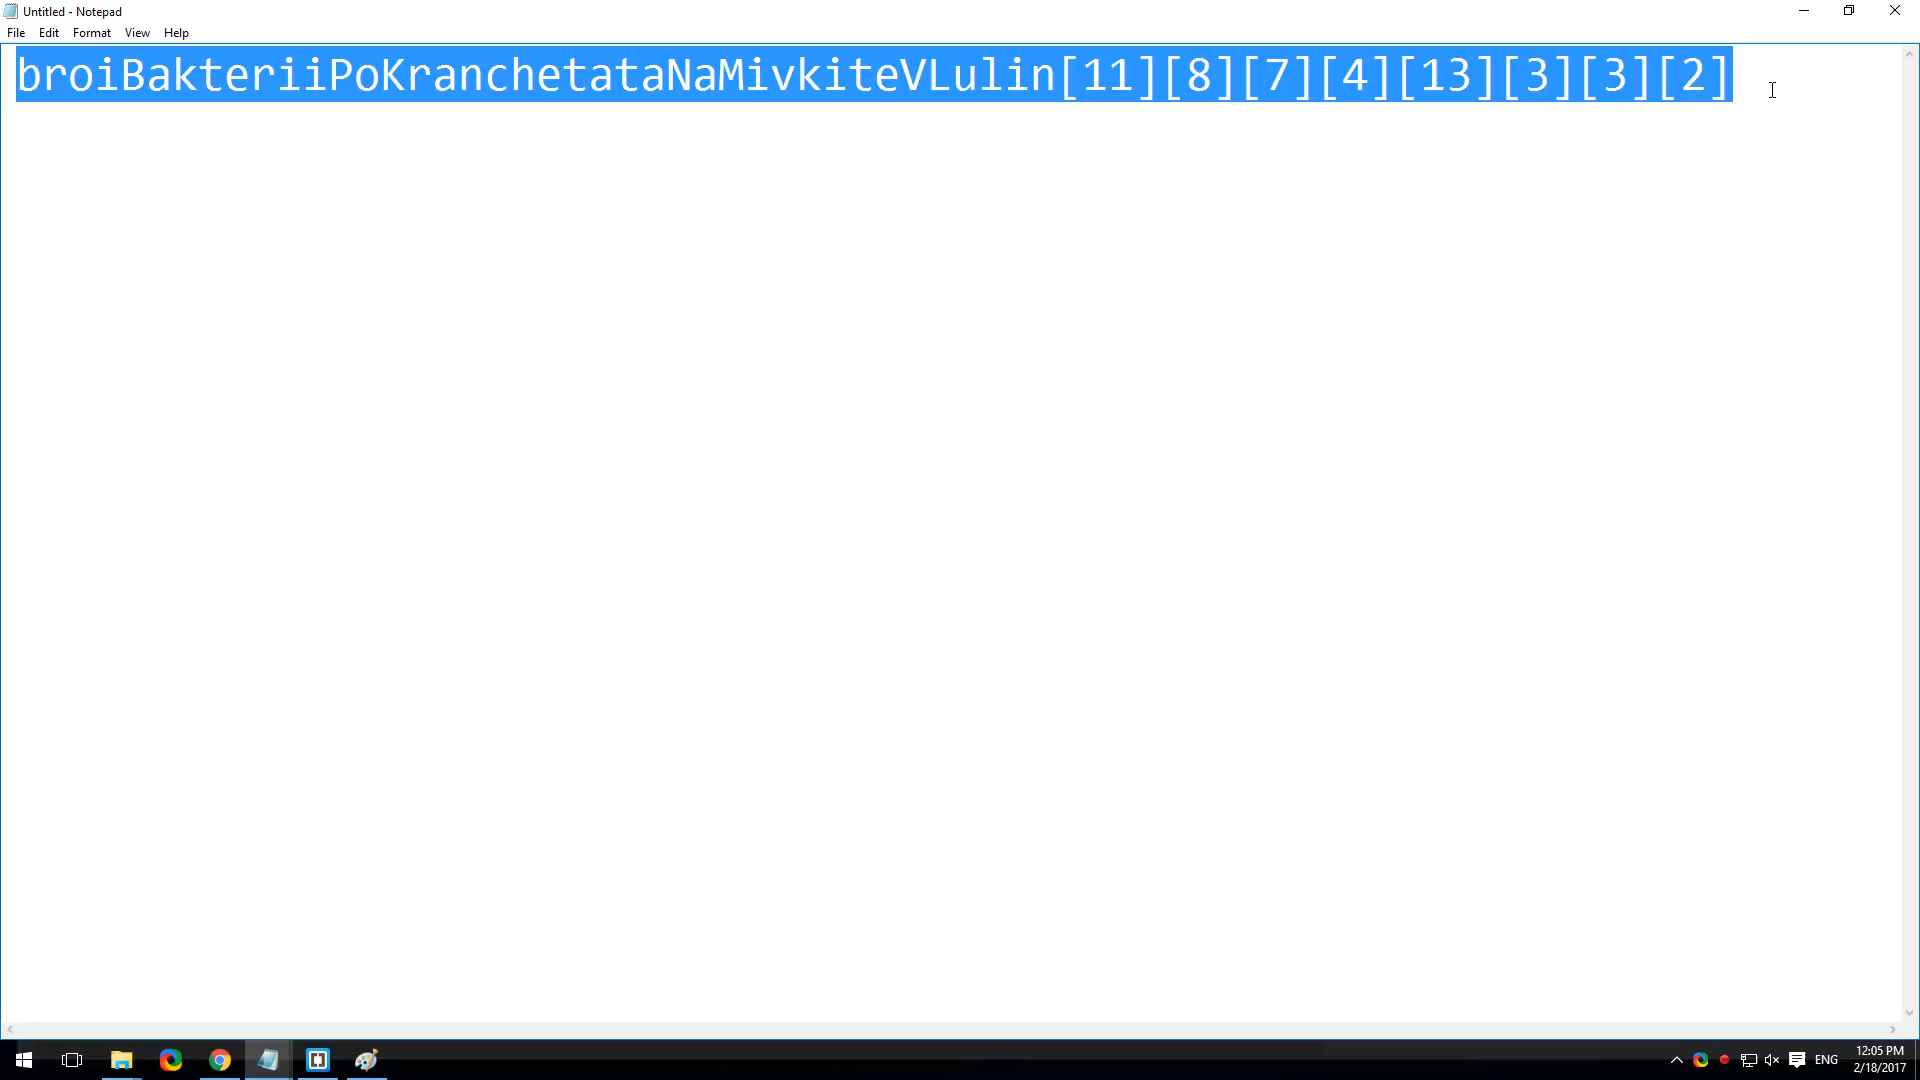 Untitled - Notepad
File Edit Format View Help
broiBakteriiPoKranchetataNaMivkiteVLulin[11][8][7][4][13][3][3][2]
ENG
12:05 PM
2/18/2017